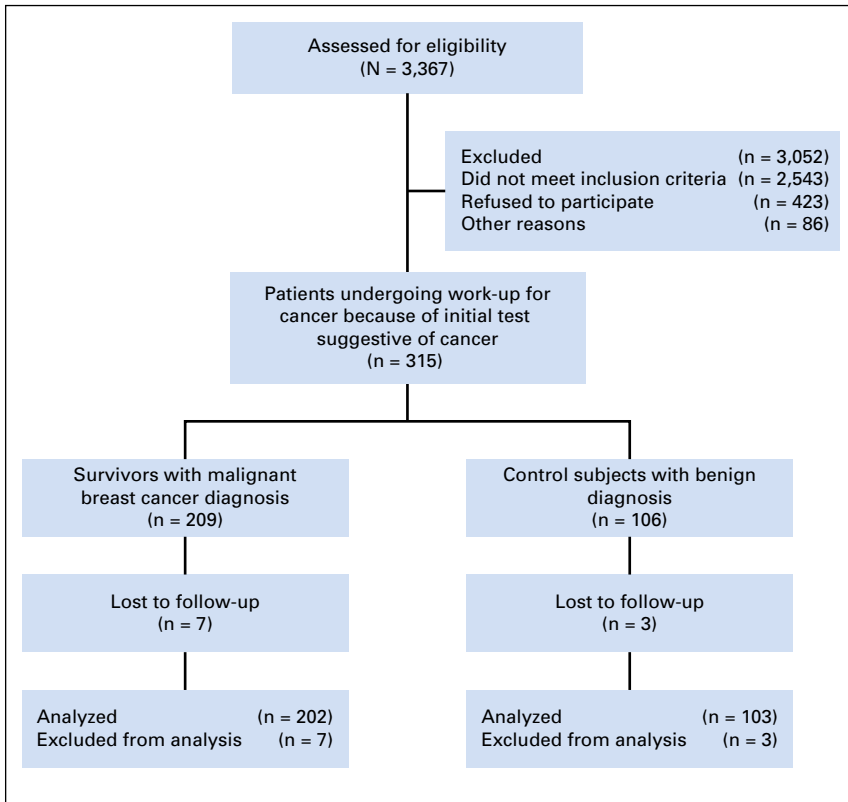 Assessed for eligibility
(N = 3,367)
Excluded (n = 3,052)
Did not meet inclusion criteria (n = 2,543)
Refused to participate (n = 423)
Other reasons (n = 86)
Patients undergoing work-up for
cancer because of initial test
suggestive of cancer
(n = 315)
Survivors with malignant
breast cancer diagnosis
(n = 209)
Control subjects with benign
diagnosis
(n = 106)
Lost to follow-up
(n = 7)
Lost to follow-up
(n = 3)
Analyzed (n = 202)
Excluded from analysis (n = 7)
Analyzed (n = 103)
Excluded from analysis (n = 3)